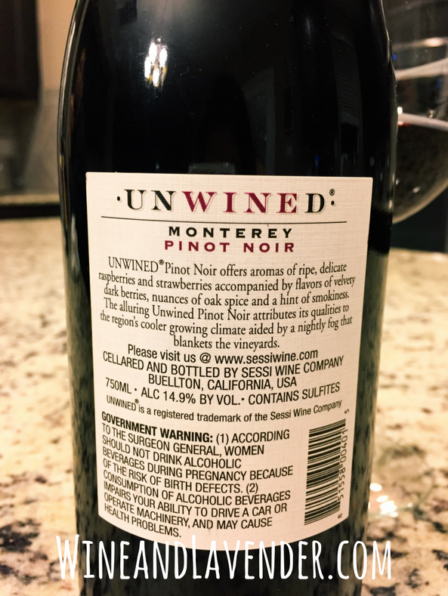 ·UNWINED®·
MONTEREY
PINOT NOIR
UNWINED® Pinot Noir offers aromas of ripe, delicate
raspberries and strawberries accompanied by flavors of velvety
dark berries, nuances of oak spice and a hint of smokiness.
The alluring Unwined Pinot Noir attributes its qualities to
the region's cooler growing climate aided by a nightly fog that
blankets the vineyards.
Please visit us @ www.sessiwine.com
CELLARED AND BOTTLED BY SESSI WINE COMPANY
BUELLTON, CALIFORNIA, USA
750ML · ALC 14.9% BY VOL. · CONTAINS SULFITES
UNWINED® is a registered trademark of the Sessi Wine Company
GOVERNMENT WARNING: (1) ACCORDING
TO THE SURGEON GENERAL, WOMEN
SHOULD NOT DRINK ALCOHOLIC
BEVERAGES DURING PREGNANCY BECAUSE
OF THE RISK OF BIRTH DEFECTS. (2)
CONSUMPTION OF ALCOHOLIC BEVERAGES
IMPAIRS YOUR ABILITY TO DRIVE A CAR OR
OPERATE MACHINERY, AND MAY CAUSE
HEALTH PROBLEMS.
WINEANDLAVENDER.COM